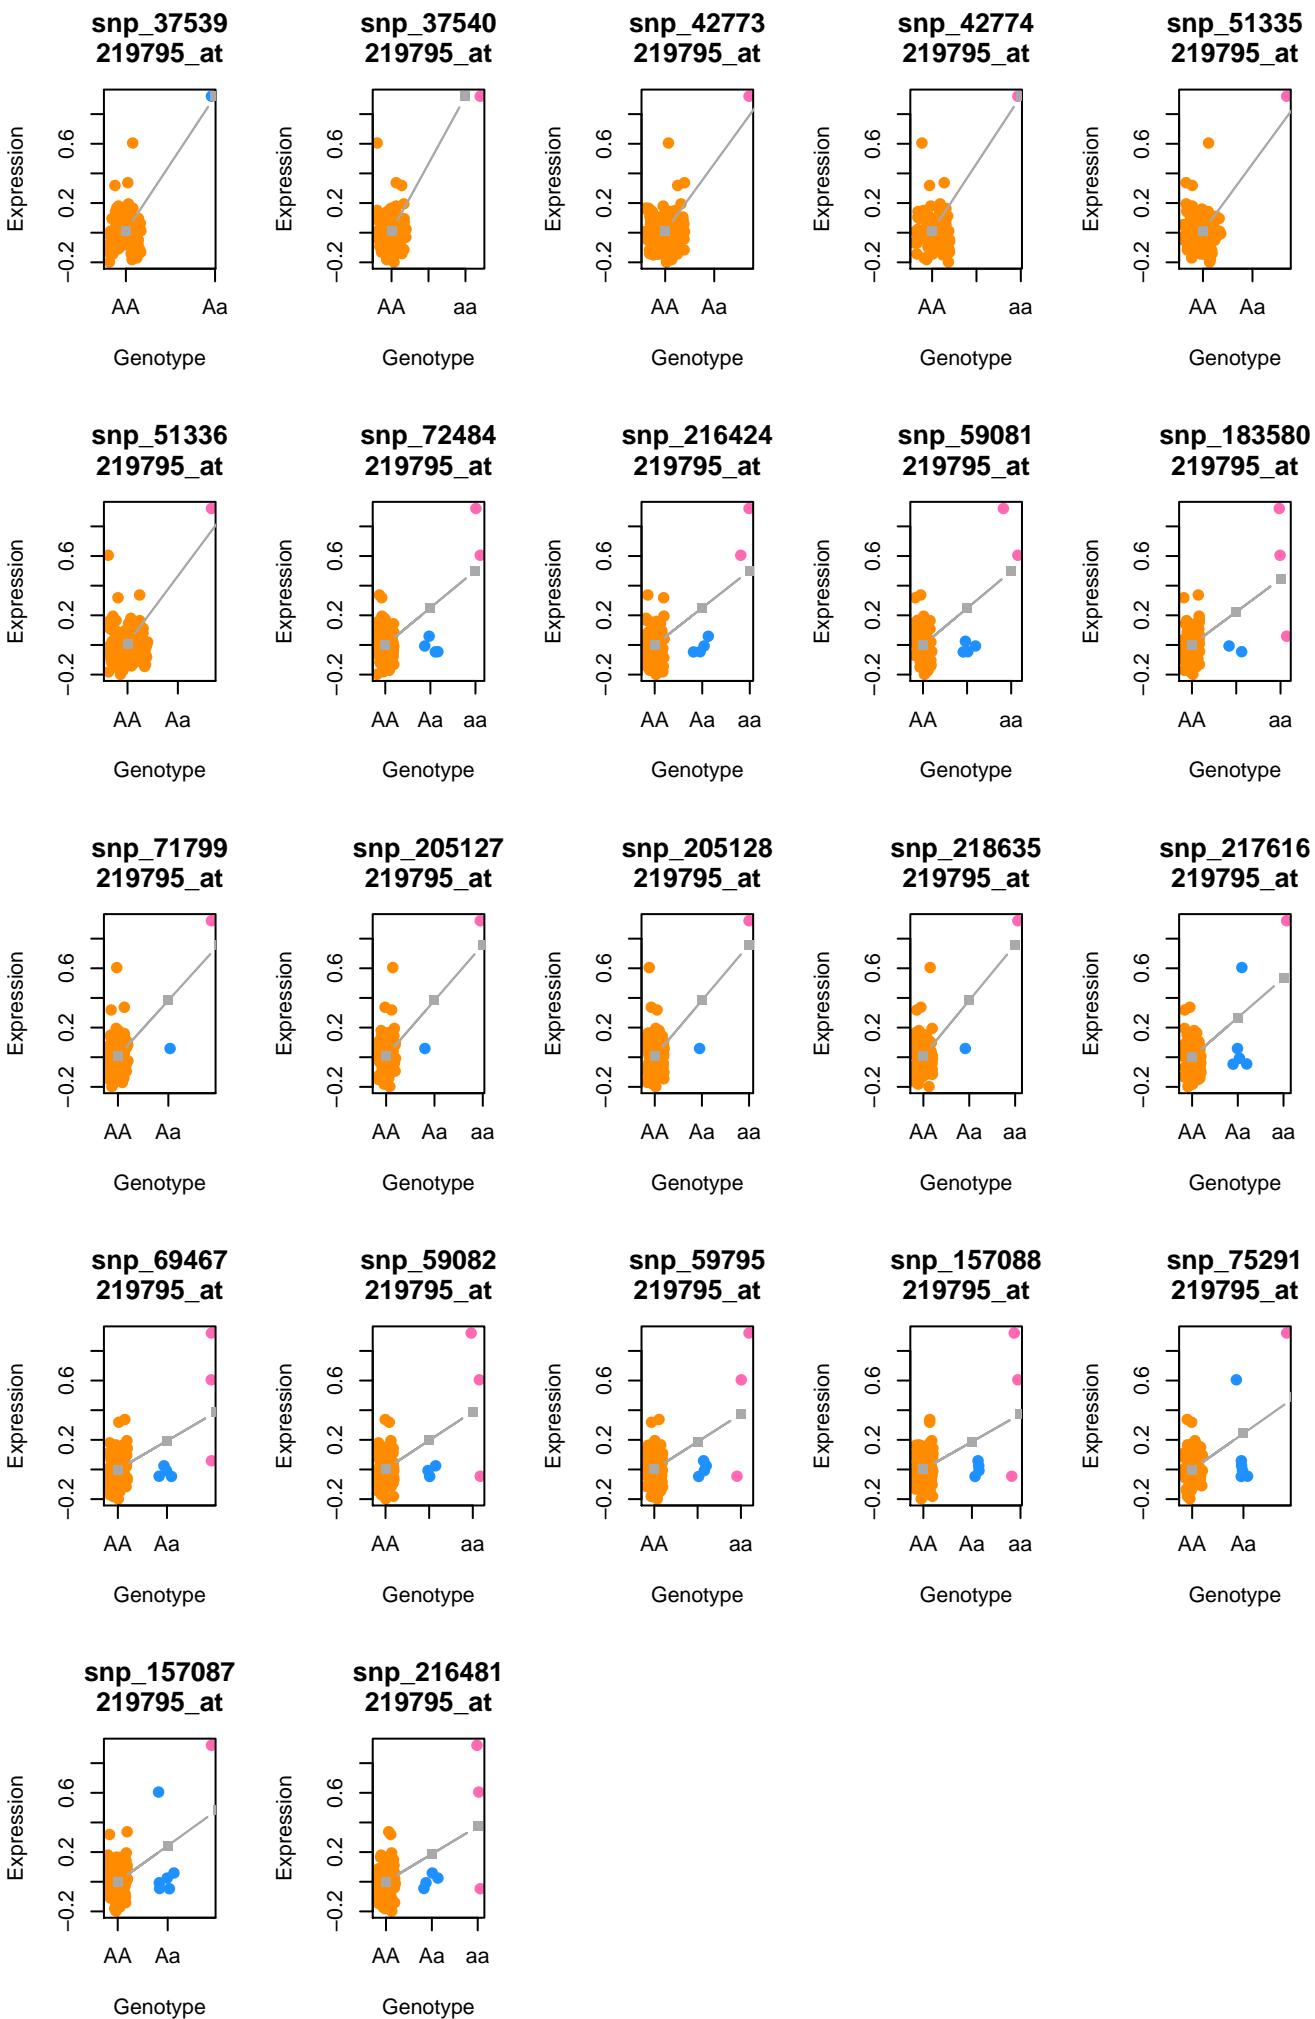 snp_37539
219795_at
Expression
0.6
0.2
−0.2
AA Aa
Genotype
snp_37540
219795_at
Expression
0.6
0.2
−0.2
AA aa
Genotype
snp_42773
219795_at
Expression
0.6
0.2
−0.2
AA Aa
Genotype
snp_42774
219795_at
Expression
0.6
0.2
−0.2
AA aa
Genotype
snp_51335
219795_at
Expression
0.6
0.2
−0.2
AA Aa
Genotype
snp_51336
219795_at
Expression
0.6
0.2
−0.2
AA Aa
Genotype
snp_72484
219795_at
Expression
0.6
0.2
−0.2
AA Aa aa
Genotype
snp_216424
219795_at
Expression
0.6
0.2
−0.2
AA Aa aa
Genotype
snp_59081
219795_at
Expression
0.6
0.2
−0.2
AA aa
Genotype
snp_183580
219795_at
Expression
0.6
0.2
−0.2
AA aa
Genotype
snp_71799
219795_at
Expression
0.6
0.2
−0.2
AA Aa
Genotype
snp_205127
219795_at
Expression
0.6
0.2
−0.2
AA Aa aa
Genotype
snp_205128
219795_at
Expression
0.6
0.2
−0.2
AA Aa aa
Genotype
snp_218635
219795_at
Expression
0.6
0.2
−0.2
AA Aa aa
Genotype
snp_217616
219795_at
Expression
0.6
0.2
−0.2
AA Aa aa
Genotype
snp_69467
219795_at
Expression
0.6
0.2
−0.2
AA Aa
Genotype
snp_59082
219795_at
Expression
0.6
0.2
−0.2
AA aa
Genotype
snp_59795
219795_at
Expression
0.6
0.2
−0.2
AA aa
Genotype
snp_157088
219795_at
Expression
0.6
0.2
−0.2
AA Aa aa
Genotype
snp_75291
219795_at
Expression
0.6
0.2
−0.2
AA Aa
Genotype
snp_157087
219795_at
Expression
0.6
0.2
−0.2
AA Aa
Genotype
snp_216481
219795_at
Expression
0.6
0.2
−0.2
AA Aa aa
Genotype